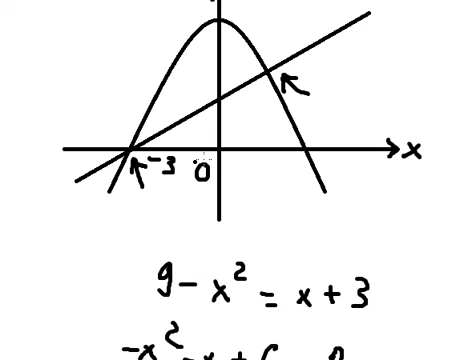 x
-3
0
9 - x² = x + 3